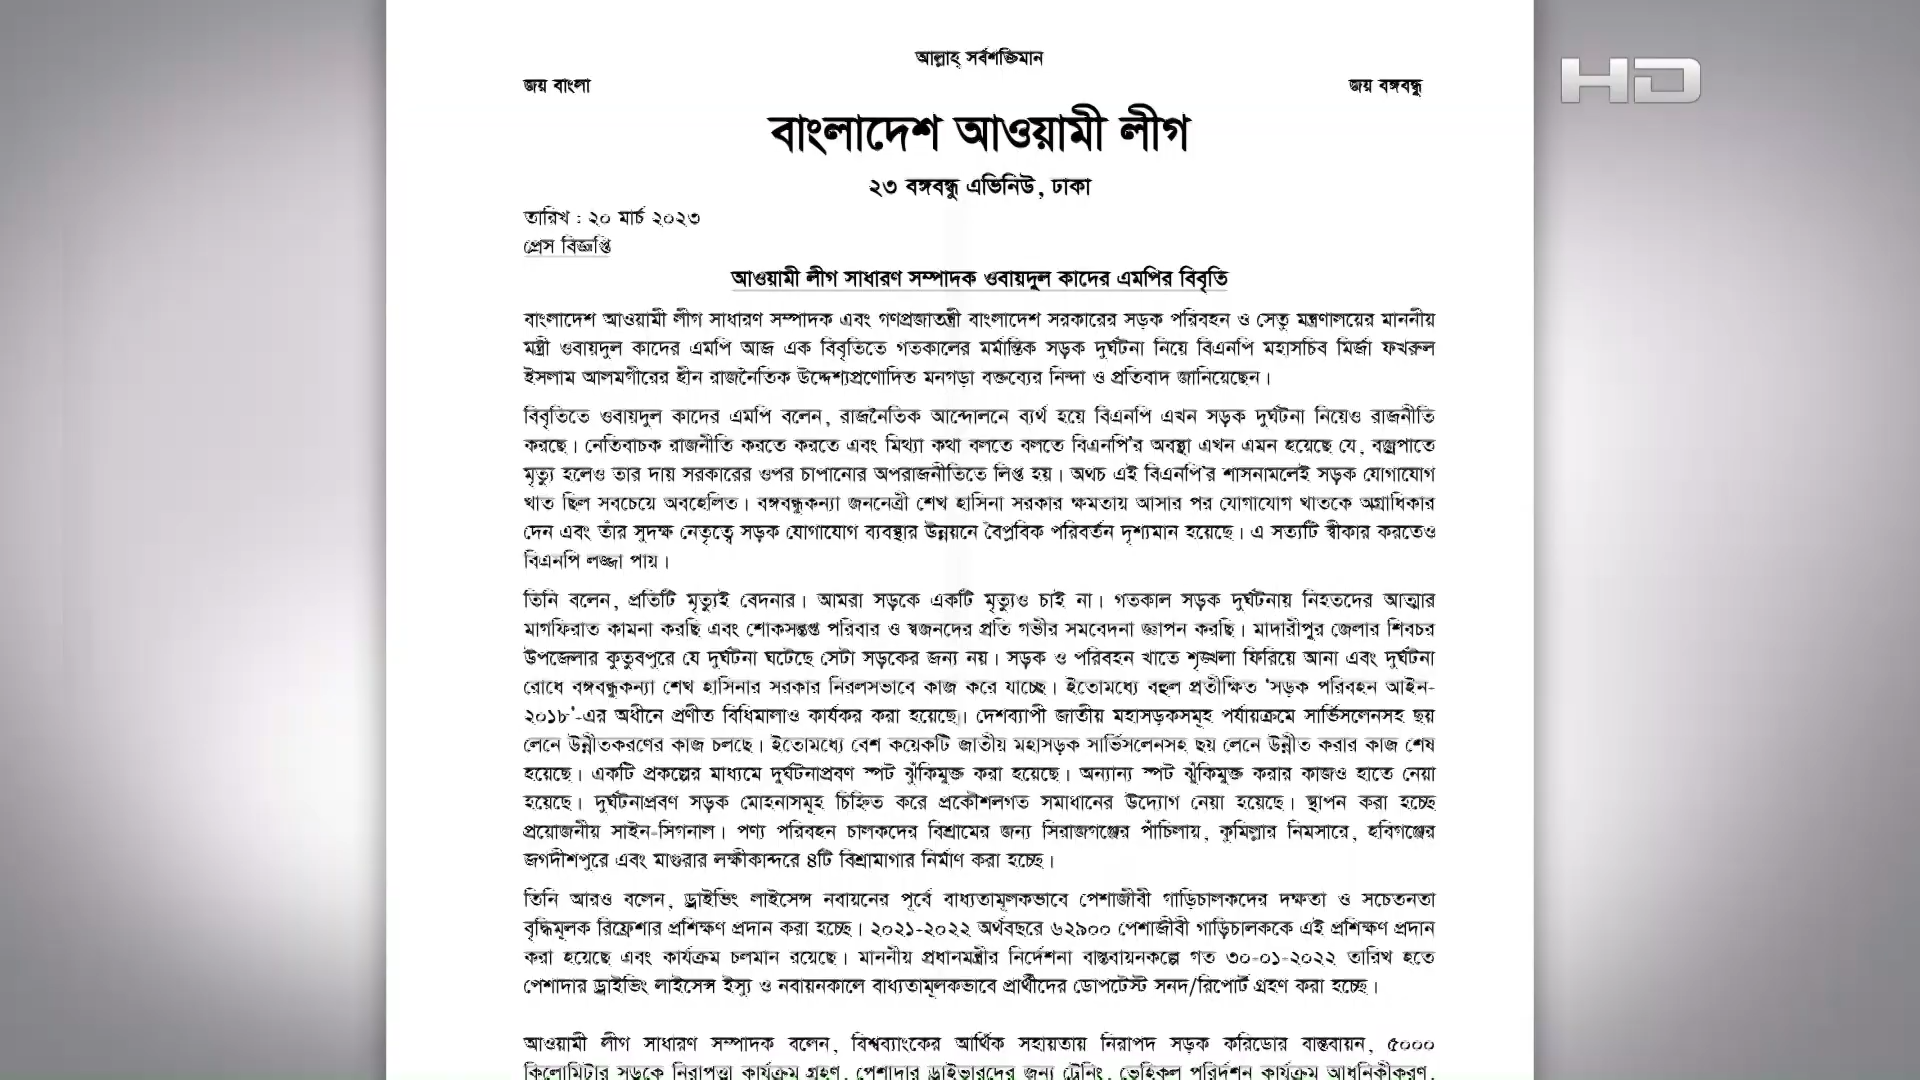 আল্লাহ্ সর্বশক্তিমান
জয় বাংলা
জয় বঙ্গবন্ধু
HD
বাংলাদেশ আওয়ামী লীগ
২৩ বঙ্গবন্ধু এভিনিউ, ঢাকা
তারিখ : ২০ মার্চ ২০২৩
প্রেস বিজ্ঞপ্তি
আওয়ামী লীগ সাধারণ সম্পাদক ওবায়দুল কাদের এমপির বিবৃতি
বাংলাদেশ আওয়ামী লীগ সাধারণ সম্পাদক এবং গণপ্রজাতন্ত্রী বাংলাদেশ সরকারের সড়ক পরিবহন ও সেতু মন্ত্রণালয়ের মাননীয়
মন্ত্রী ওবায়দুল কাদের এমপি আজ এক বিবৃতিতে গতকালের মর্মান্তিক সড়ক দুর্ঘটনা নিয়ে বিএনপি মহাসচিব মির্জা ফখরুল
ইসলাম আলমগীরের হীন রাজনৈতিক উদ্দেশ্যপ্রণোদিত মনগড়া বক্তব্যের নিন্দা ও প্রতিবাদ জানিয়েছেন।
বিবৃতিতে ওবায়দুল কাদের এমপি বলেন, রাজনৈতিক আন্দোলনে ব্যর্থ হয়ে বিএনপি এখন সড়ক দুর্ঘটনা নিয়েও রাজনীতি
করছে। নেতিবাচক রাজনীতি করতে করতে এবং মিথ্যা কথা বলতে বলতে বিএনপি'র অবস্থা এখন এমন হয়েছে যে, বজ্রপাতে
মৃত্যু হলেও তার দায় সরকারের ওপর চাপানোর অপরাজনীতিতে লিপ্ত হয়। অথচ এই বিএনপি'র শাসনামলেই সড়ক যোগাযোগ
খাত ছিল সবচেয়ে অবহেলিত। বঙ্গবন্ধুকন্যা জননেত্রী শেখ হাসিনা সরকার ক্ষমতায় আসার পর যোগাযোগ খাতকে অগ্রাধিকার
দেন এবং তাঁর সুদক্ষ নেতৃত্বে সড়ক যোগাযোগ ব্যবস্থার উন্নয়নে বৈপ্লবিক পরিবর্তন দৃশ্যমান হয়েছে। এ সত্যটি স্বীকার করতেও
বিএনপি লজ্জা পায়।
তিনি বলেন, প্রতিটি মৃত্যুই বেদনার। আমরা সড়কে একটি মৃত্যুও চাই না। গতকাল সড়ক দুর্ঘটনায় নিহতদের আত্মার
মাগফিরাত কামনা করছি এবং শোকসন্তপ্ত পরিবার ও স্বজনদের প্রতি গভীর সমবেদনা জ্ঞাপন করছি। মাদারীপুর জেলার শিবচর
উপজেলার কুতুবপুরে যে দুর্ঘটনা ঘটেছে সেটা সড়কের জন্য নয়। সড়ক ও পরিবহন খাতে শৃঙ্খলা ফিরিয়ে আনা এবং দুর্ঘটনা
রোধে বঙ্গবন্ধুকন্যা শেখ হাসিনার সরকার নিরলসভাবে কাজ করে যাচ্ছে। ইতোমধ্যে বহুল প্রতীক্ষিত 'সড়ক পরিবহন আইন-
২০১৮'-এর অধীনে প্রণীত বিধিমালাও কার্যকর করা হয়েছে। দেশব্যাপী জাতীয় মহাসড়কসমূহ পর্যায়ক্রমে সার্ভিসলেনসহ ছয়
লেনে উন্নীতকরণের কাজ চলছে। ইতোমধ্যে বেশ কয়েকটি জাতীয় মহাসড়ক সার্ভিসলেনসহ ছয় লেনে উন্নীত করার কাজ শেষ
হয়েছে। একটি প্রকল্পের মাধ্যমে দুর্ঘটনাপ্রবণ স্পট ঝুঁকিমুক্ত করা হয়েছে। অন্যান্য স্পট ঝুঁকিমুক্ত করার কাজও হাতে নেয়া
হয়েছে। দুর্ঘটনাপ্রবণ সড়ক মোহনাসমূহ চিহ্নিত করে প্রকৌশলগত সমাধানের উদ্যোগ নেয়া হয়েছে। স্থাপন করা হচ্ছে
প্রয়োজনীয় সাইন-সিগনাল। পণ্য পরিবহন চালকদের বিশ্রামের জন্য সিরাজগঞ্জের পাঁচিলায়, কুমিল্লার নিমসারে, হবিগঞ্জের
জগদীশপুরে এবং মাগুরার লক্ষীকান্দরে ৪টি বিশ্রামাগার নির্মাণ করা হচ্ছে।
তিনি আরও বলেন, ড্রাইভিং লাইসেন্স নবায়নের পূর্বে বাধ্যতামূলকভাবে পেশাজীবী গাড়িচালকদের দক্ষতা ও সচেতনতা
বৃদ্ধিমূলক রিফ্রেশার প্রশিক্ষণ প্রদান করা হচ্ছে। ২০২১-২০২২ অর্থবছরে ৬২৯০০ পেশাজীবী গাড়িচালককে এই প্রশিক্ষণ প্রদান
করা হয়েছে এবং কার্যক্রম চলমান রয়েছে। মাননীয় প্রধানমন্ত্রীর নির্দেশনা বাস্তবায়নকল্পে গত ৩০-০১-২০২২ তারিখ হতে
পেশাদার ড্রাইভিং লাইসেন্স ইস্যু ও নবায়নকালে বাধ্যতামূলকভাবে প্রার্থীদের ডোপটেস্ট সনদ/রিপোর্ট গ্রহণ করা হচ্ছে।
আওয়ামী লীগ সাধারণ সম্পাদক বলেন, বিশ্বব্যাংকের আর্থিক সহায়তায় নিরাপদ সড়ক করিডোর বাস্তবায়ন, ৫০০০
কিলোমিটার সড়কে নিরাপত্তা কার্যক্রম গ্রহণ, পেশাদার ড্রাইভারদের জন্য ট্রেনিং, ভেহিকল পরিদর্শন কার্যক্রম আধুনিকীকরণ,